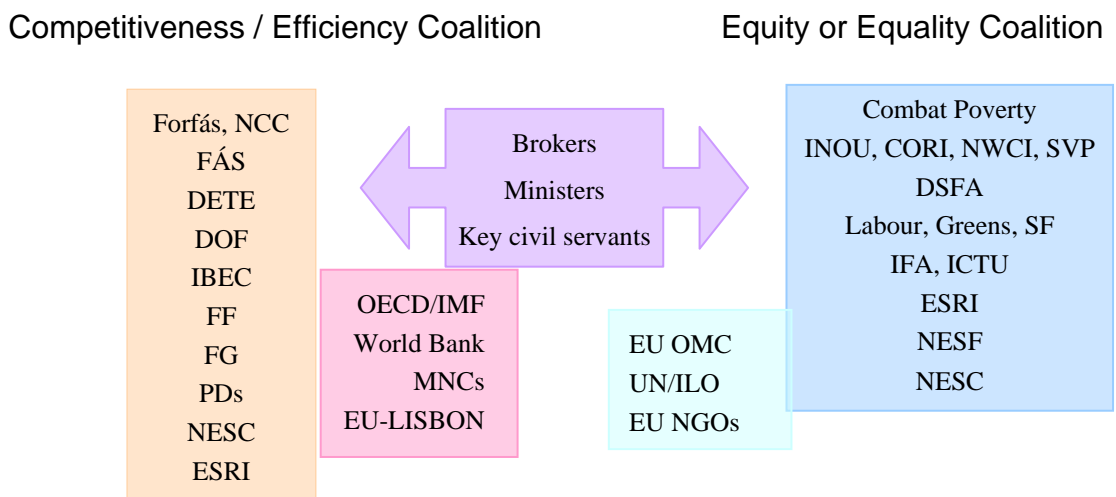 Competitiveness / Efficiency Coalition
Equity or Equality Coalition
Forfás, NCC
FÁS
DETE
DOF
IBEC
FF
FG
PDs
NESC
ESRI
OECD/IMF
World Bank
MNCs
EU-LISBON
Brokers
Ministers
Key civil servants
EU OMC
UN/ILO
EU NGOs
Combat Poverty
INOU, CORI, NWCI, SVP
DSFA
Labour, Greens, SF
IFA, ICTU
ESRI
NESF
NESC